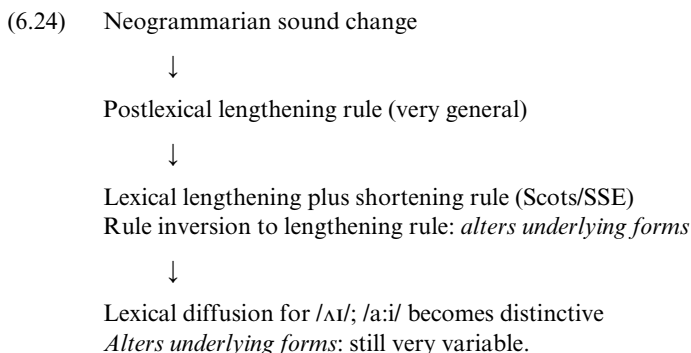 (6.24) Neogrammarian sound change
↓
Postlexical lengthening rule (very general)
↓
Lexical lengthening plus shortening rule (Scots/SSE)
Rule inversion to lengthening rule: alters underlying forms
↓
Lexical diffusion for /ʌɪ/; /a:i/ becomes distinctive
Alters underlying forms: still very variable.